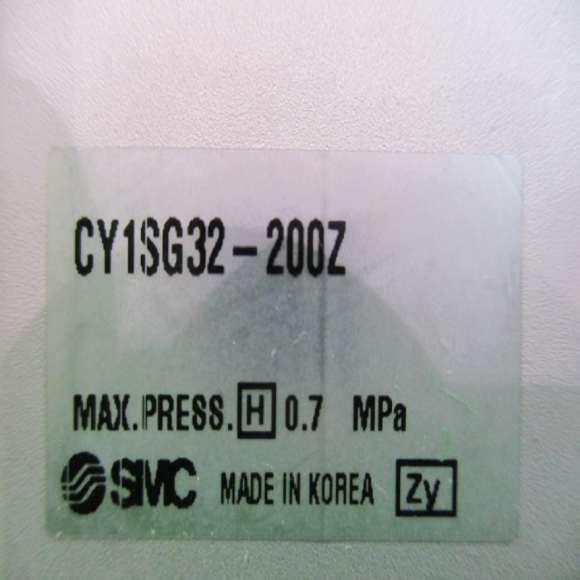 CY1SG32-200Z
MAX.PRESS. H 0.7 MPa
SMC MADE IN KOREA Zy